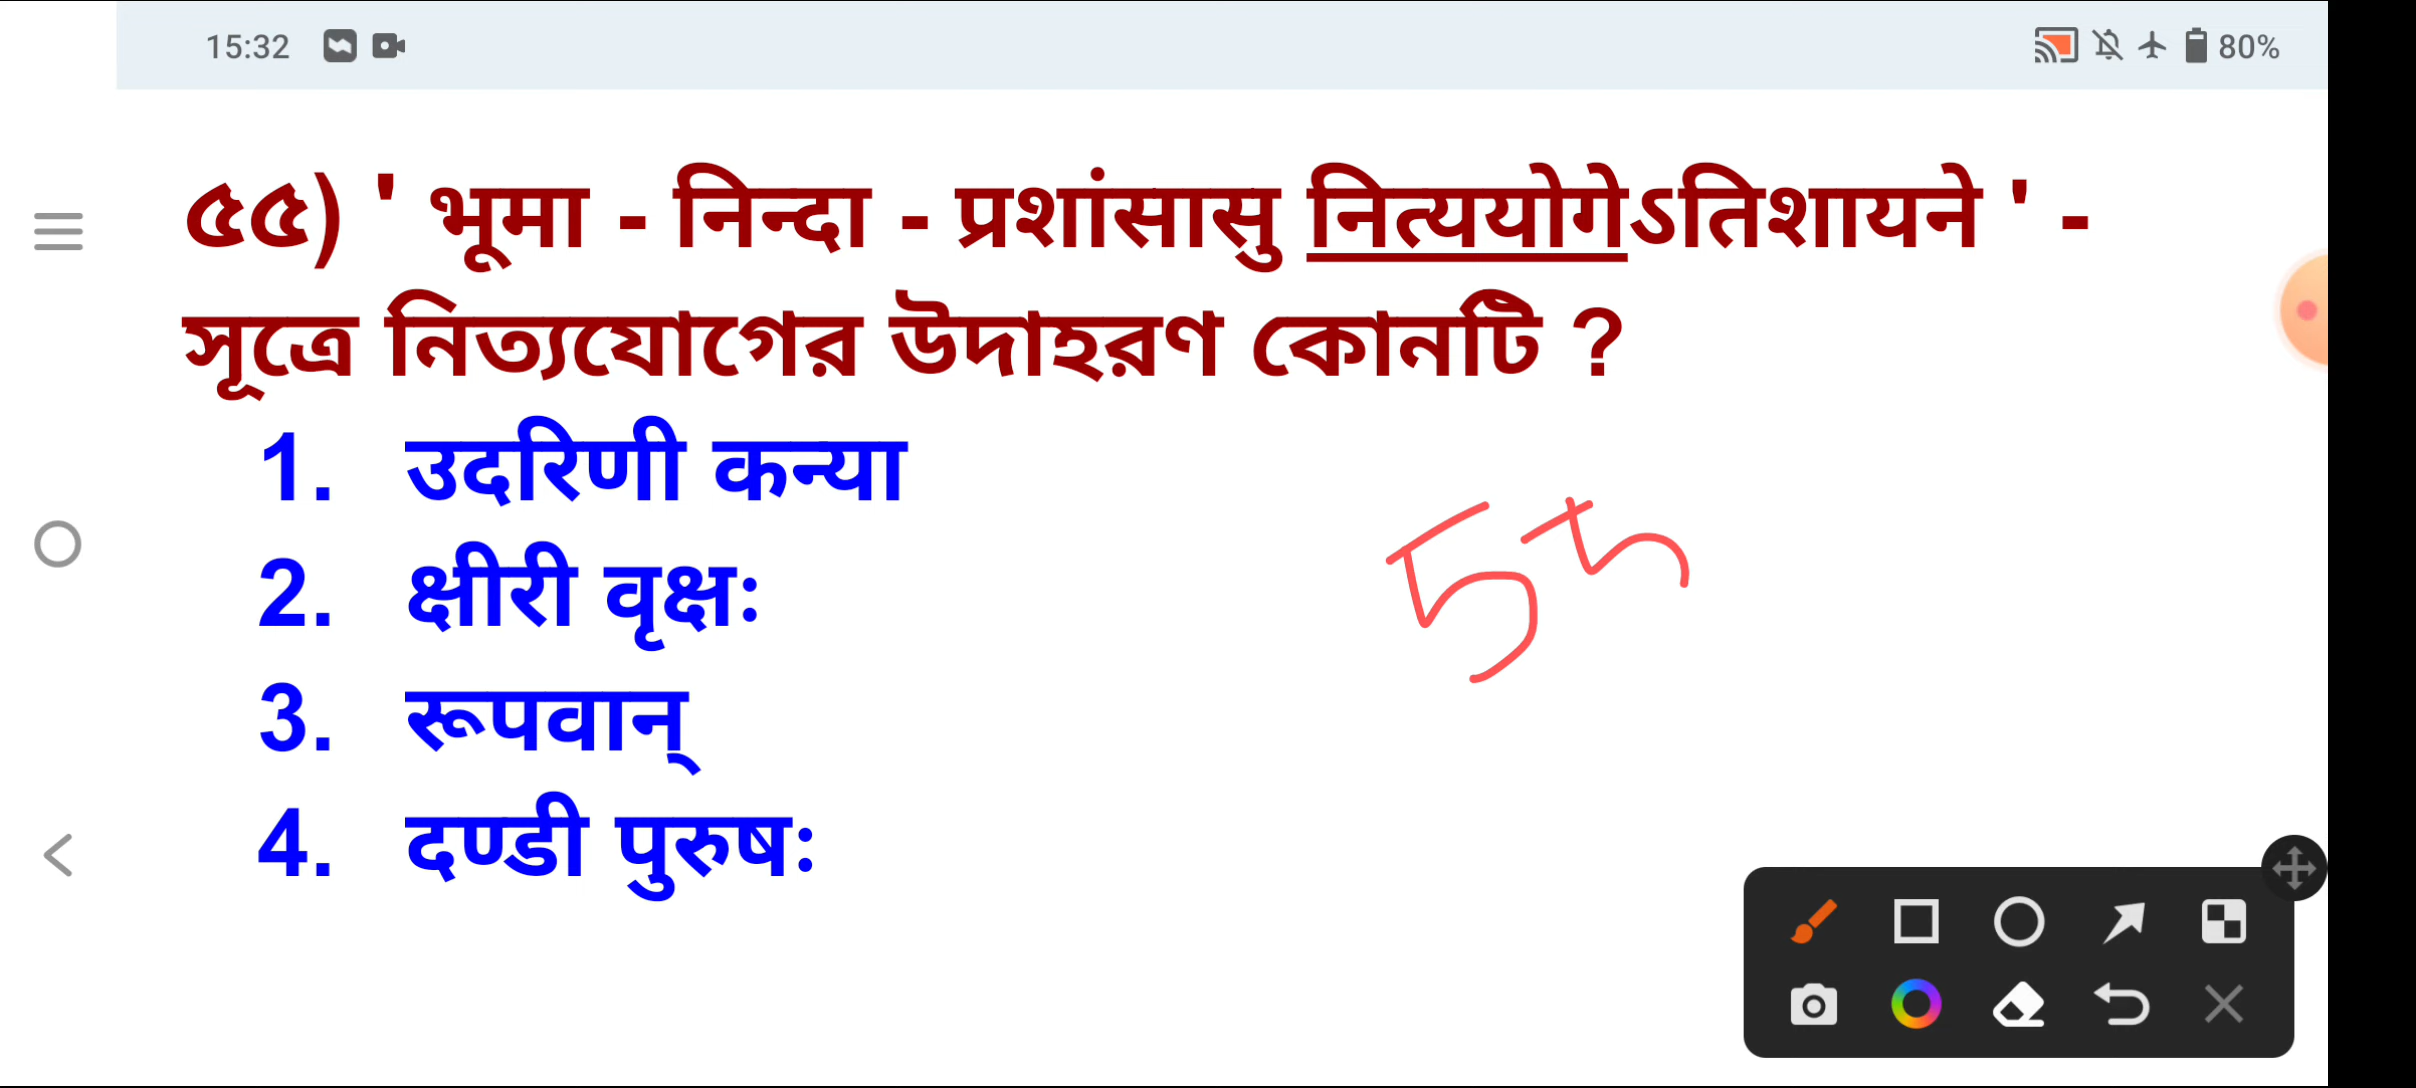 15:32
80%
৫৫) ' भूमा - निन्दा - प्रशांसासु नित्ययोगेऽतिशायने ' -
সূত্রে নিত্যযোগের উদাহরণ কোনটি ?
1. उदरिणी कन्या
2. क्षीरी वृक्षः
3. रूपवान्
4. दण्डी पुरुषः